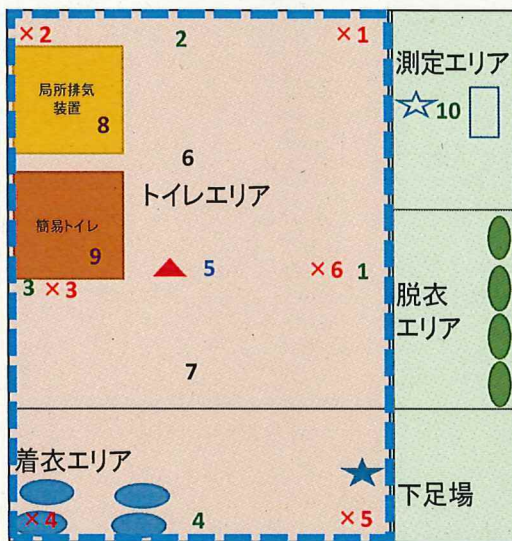 ×2
2
×1
測定エリア
局所排気
装置
8
☆ 10
6
トイレエリア
簡易トイレ
9
▲ 5
×6 1
3 ×3
脱衣
エリア
7
着衣エリア
★
下足場
×4
4
×5